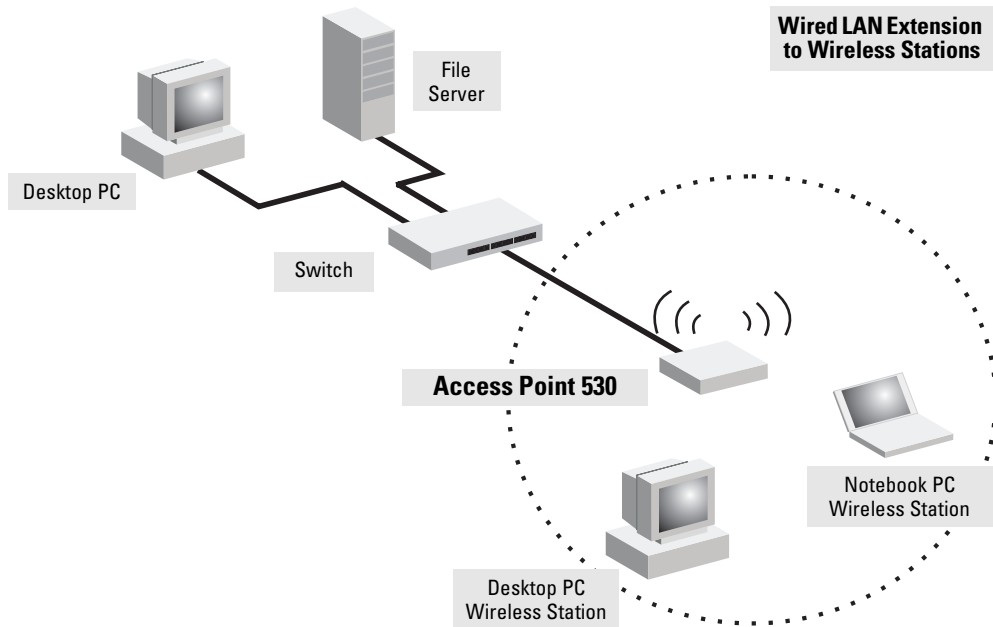 Wired LAN Extension
to Wireless Stations
File
Server
Desktop PC
Switch
Access Point 530
Notebook PC
Wireless Station
Desktop PC
Wireless Station